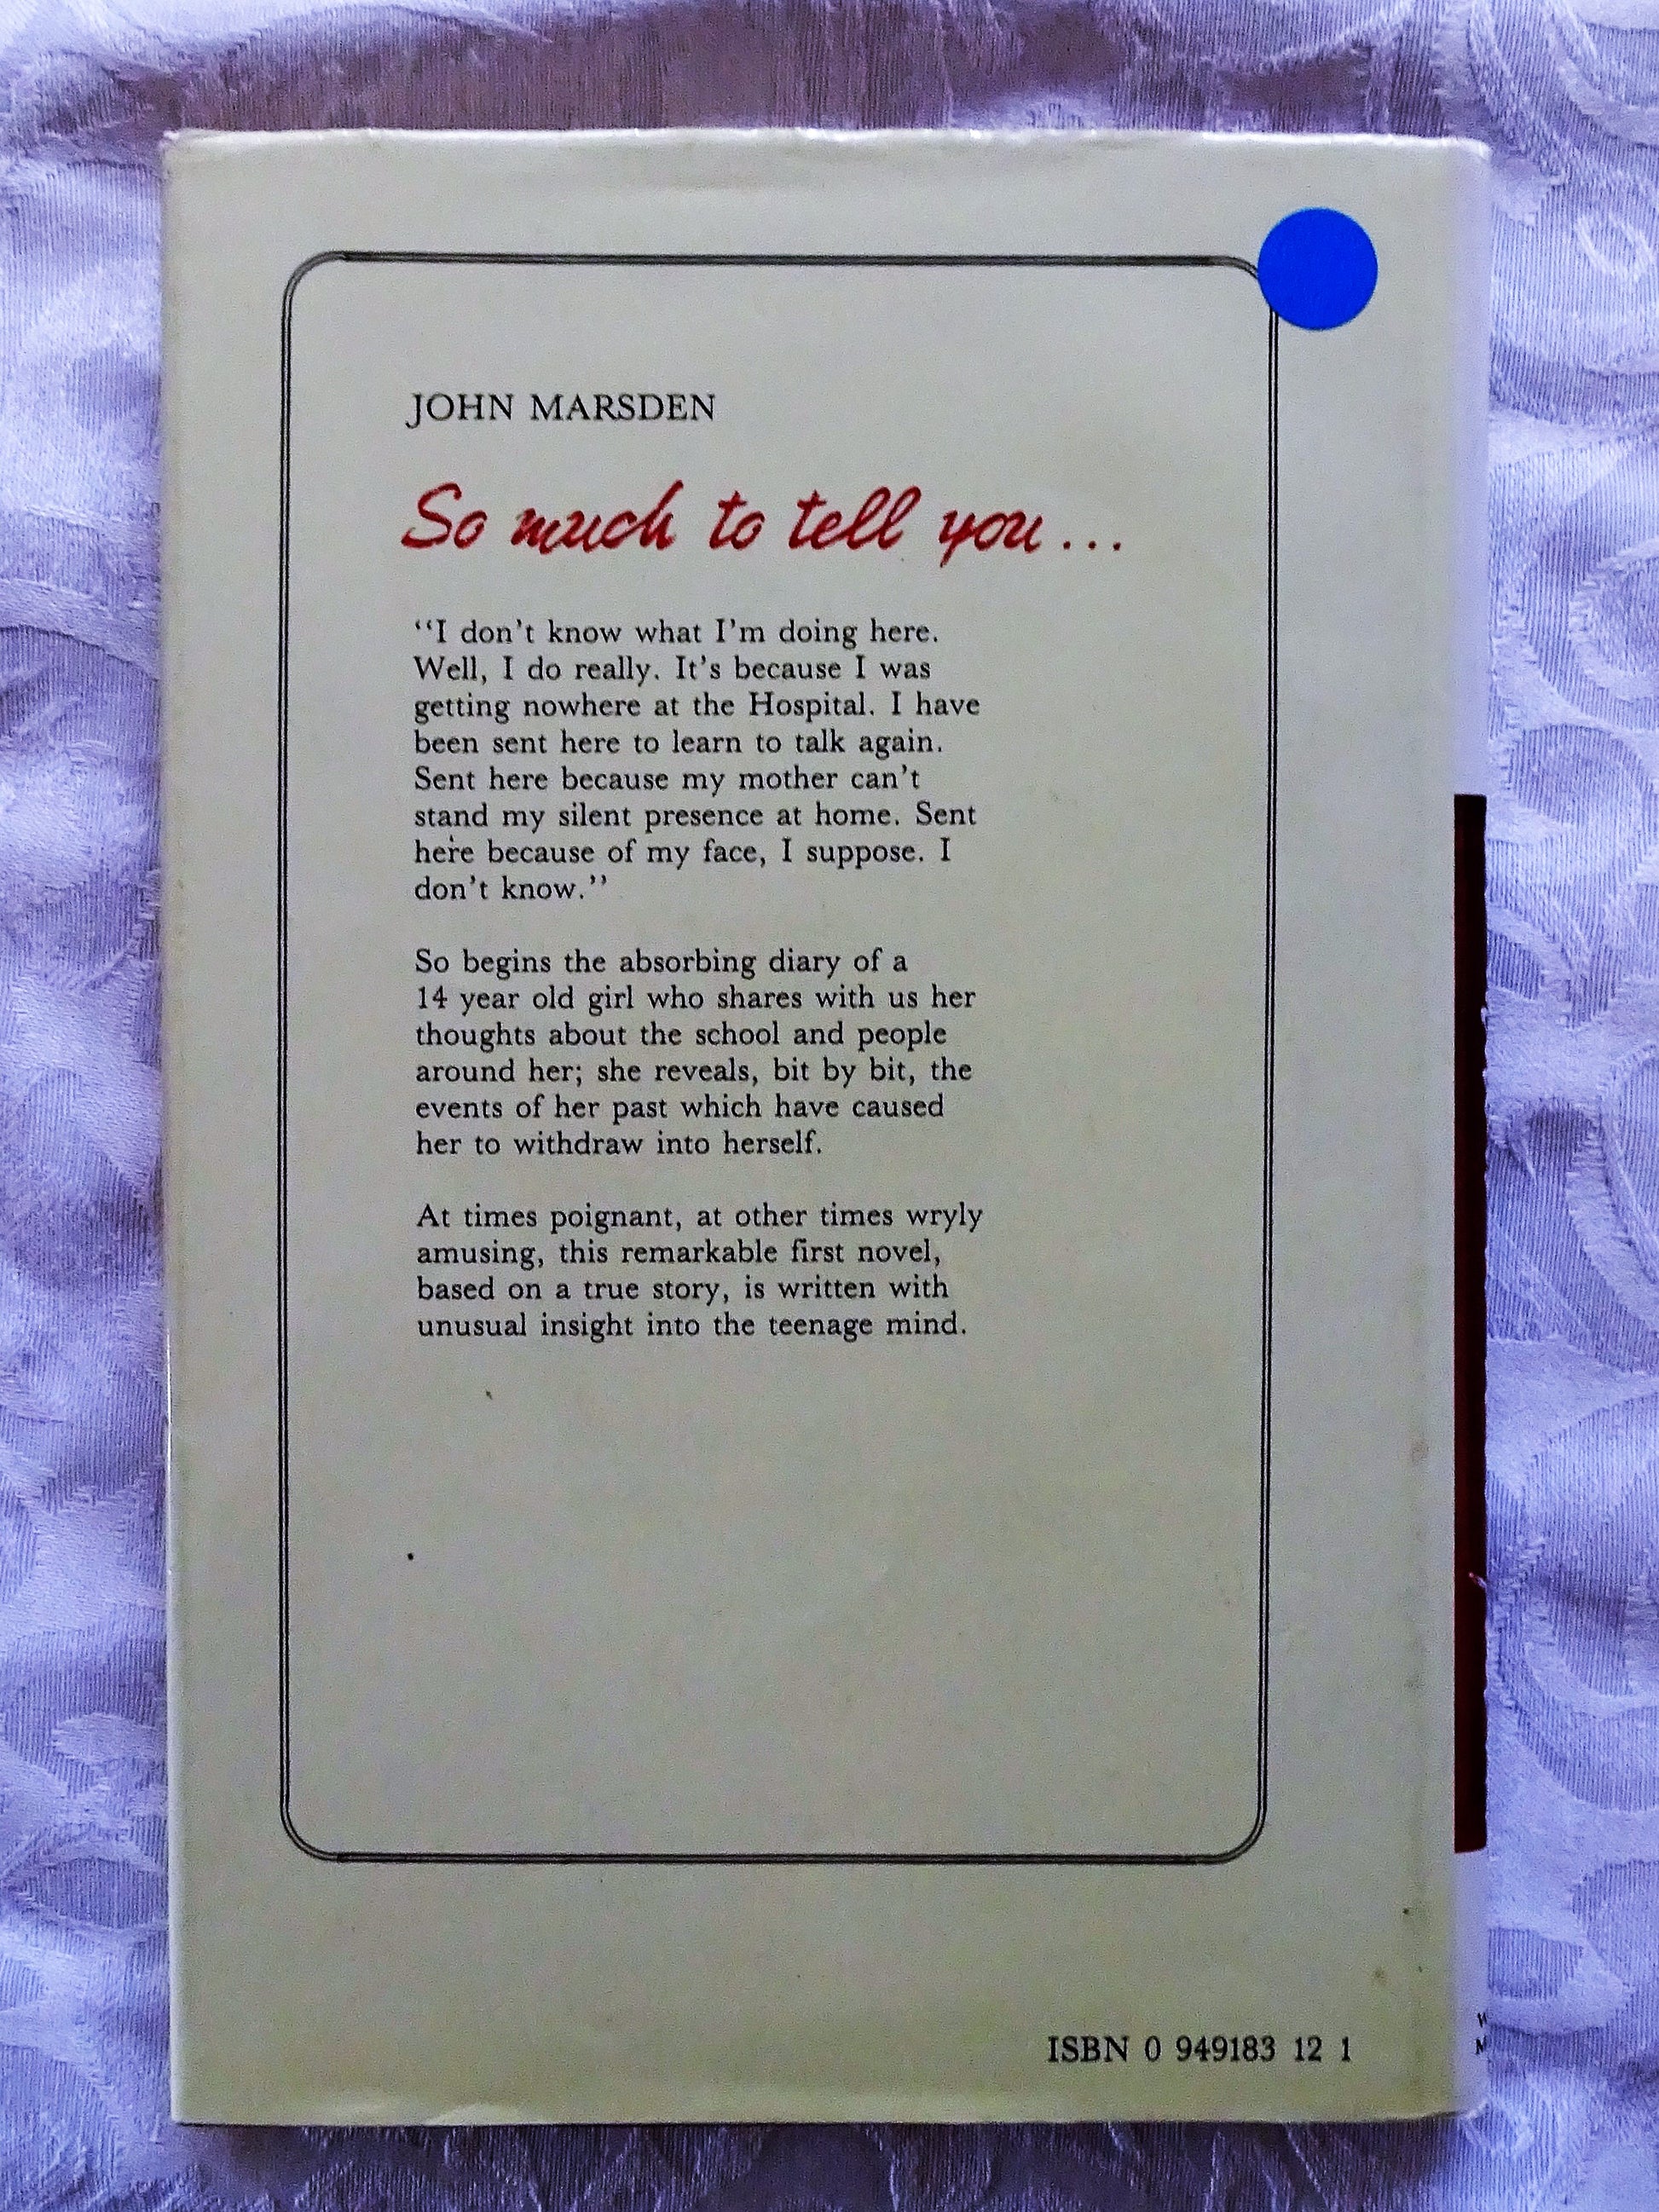 JOHN MARSDEN
So much to tell you...
‘‘I don’t know what I’m doing here.
Well, I do really. It’s because I was
getting nowhere at the Hospital. I have
been sent here to learn to talk again.
Sent here because my mother can’t
stand my silent presence at home. Sent
here because of my face, I suppose. I
don’t know.’’
So begins the absorbing diary of a
14 year old girl who shares with us her
thoughts about the school and people
around her; she reveals, bit by bit, the
events of her past which have caused
her to withdraw into herself.
At times poignant, at other times wryly
amusing, this remarkable first novel,
based on a true story, is written with
unusual insight into the teenage mind.
ISBN 0 949183 12 1